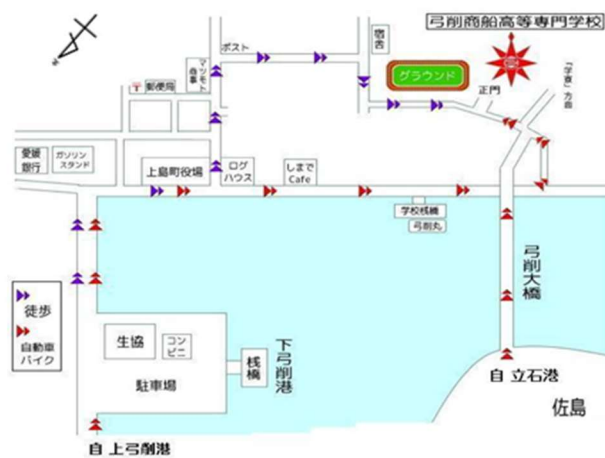 弓削商船高等専門学校
N
ポスト
宿舎
グラウンド
正門
「学寮」方面
マツモト
商事
〒郵便局
愛媛
銀行
ガソリン
スタンド
上島町役場
ログ
ハウス
しまで
Cafe
学校桟橋
弓削丸
弓削大橋
徒歩
自動車
バイク
生協
コン
ビニ
駐車場
桟橋
下弓削港
自 立石港
佐島
自 上弓削港